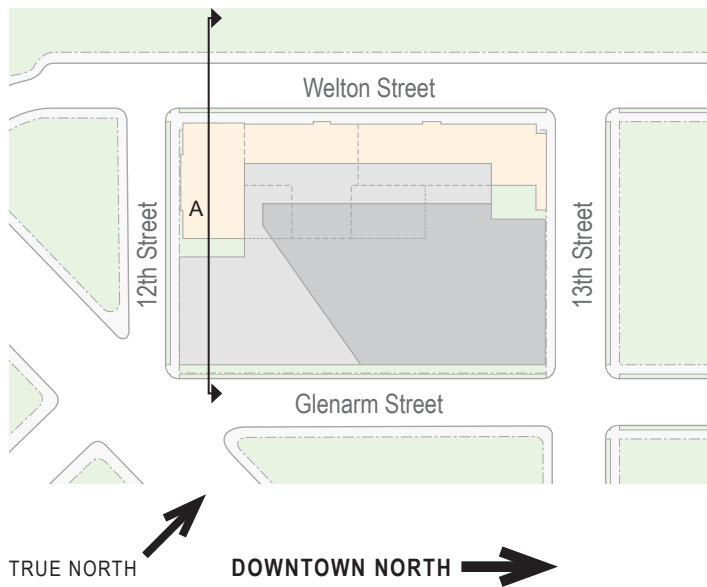 Welton Street
A
12th Street
13th Street
Glenarm Street
TRUE NORTH
DOWNTOWN NORTH